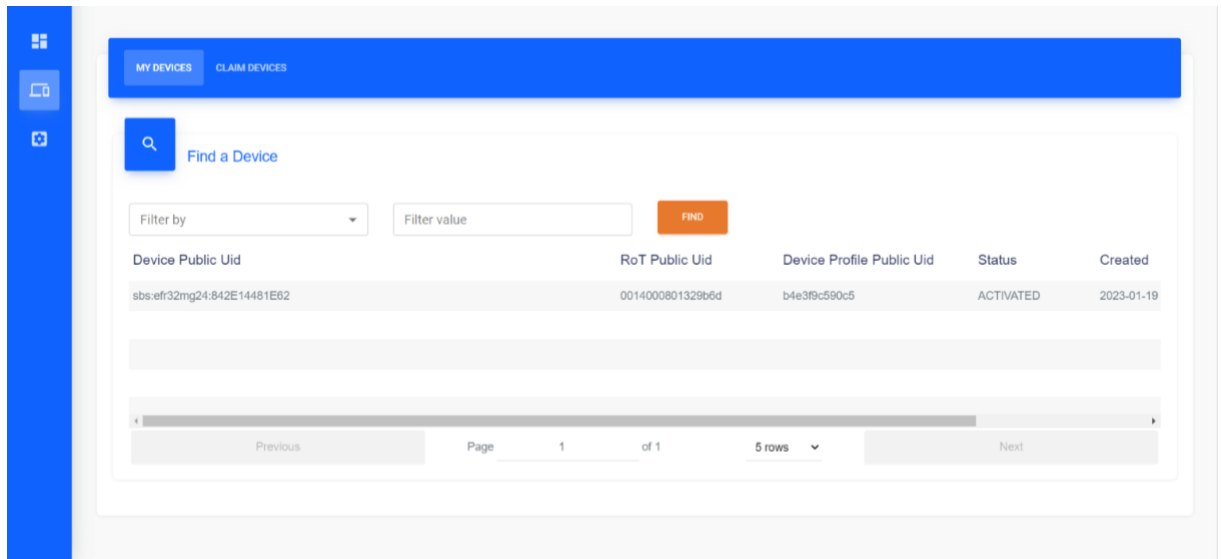 MY DEVICES CLAIM DEVICES
Find a Device
Filter by Filter value FIND
Device Public Uid RoT Public Uid Device Profile Public Uid Status Created
sbs:efr32mg24:842E14481E62 0014000801329b6d b4e3f9c590c5 ACTIVATED 2023-01-19
Previous Page 1 of 1 5 rows Next